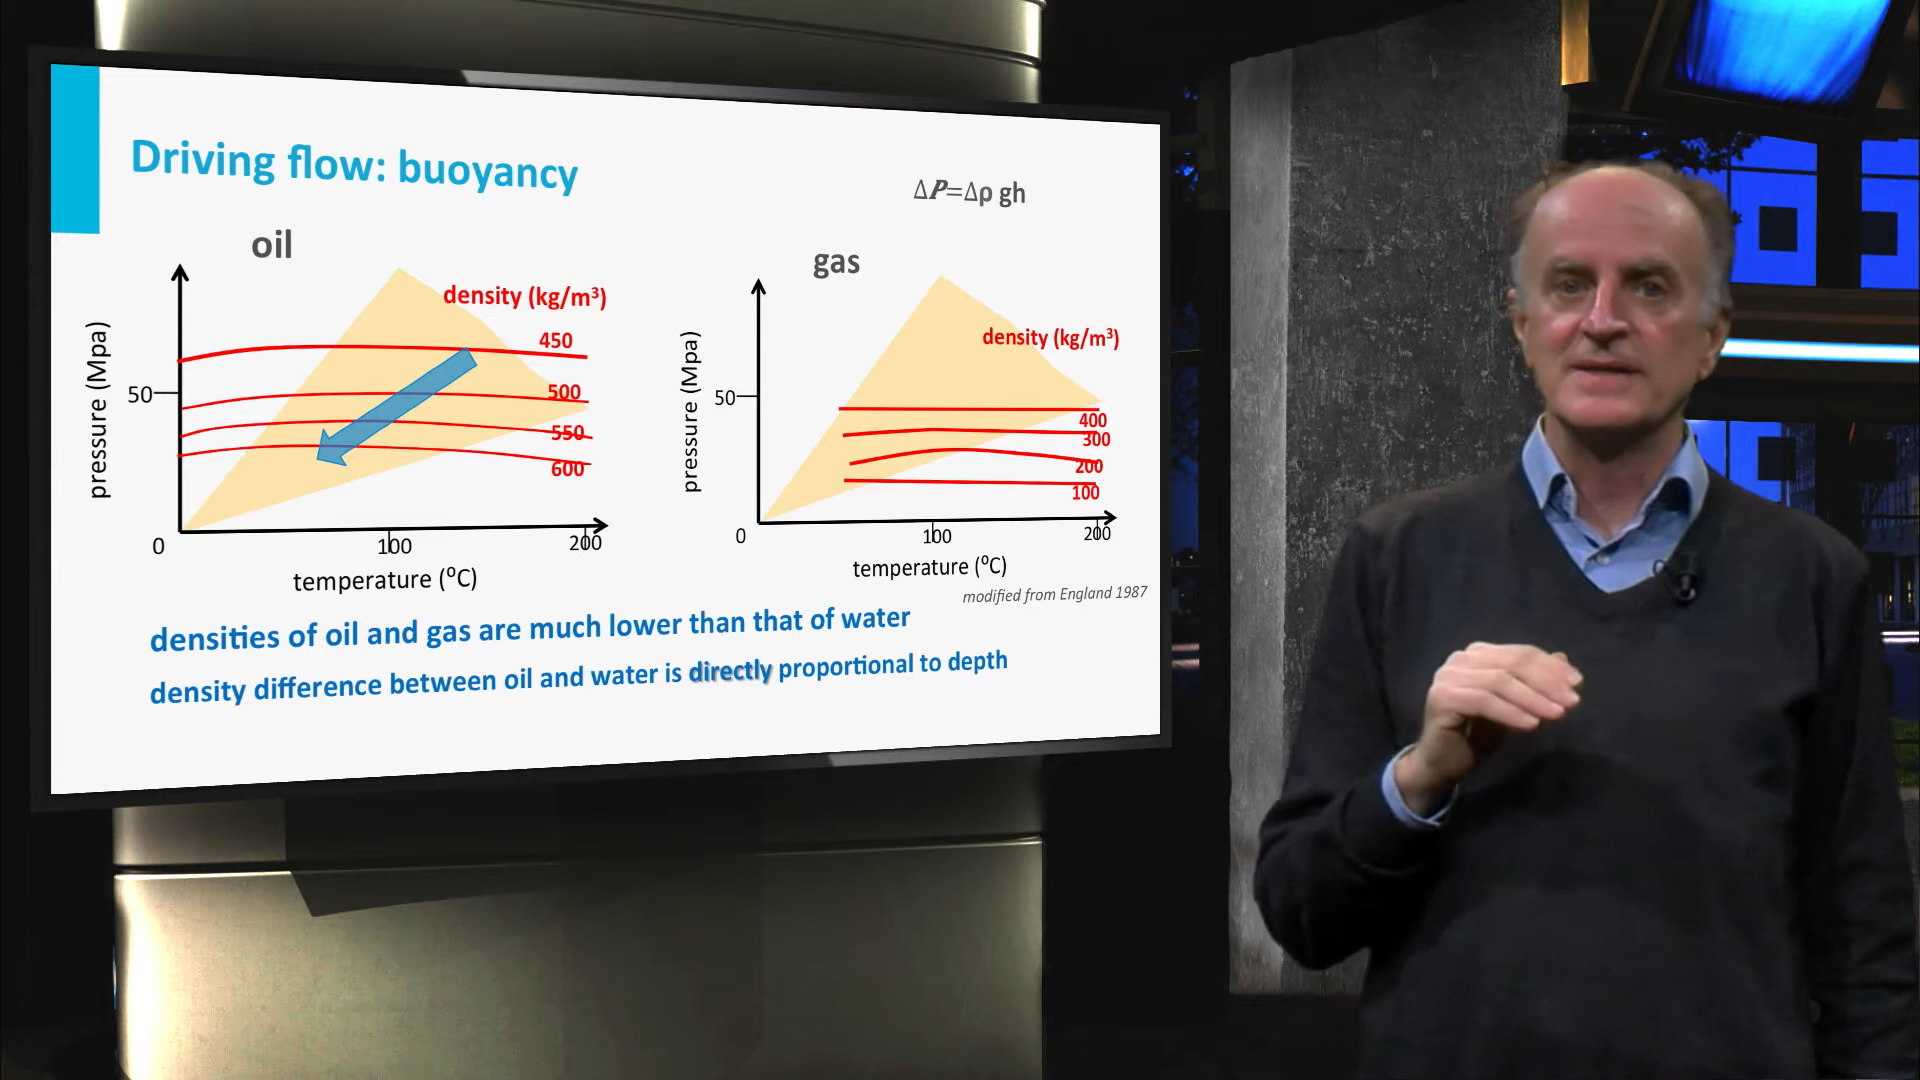 Driving flow: buoyancy
ΔP=Δρ gh
oil
density (kg/m³)
450
500
550
600
50
pressure (Mpa)
0
100
200
temperature (⁰C)
gas
density (kg/m³)
400
300
200
100
50
pressure (Mpa)
0
100
200
temperature (⁰C)
modified from England 1987
densities of oil and gas are much lower than that of water
density difference between oil and water is directly proportional to depth